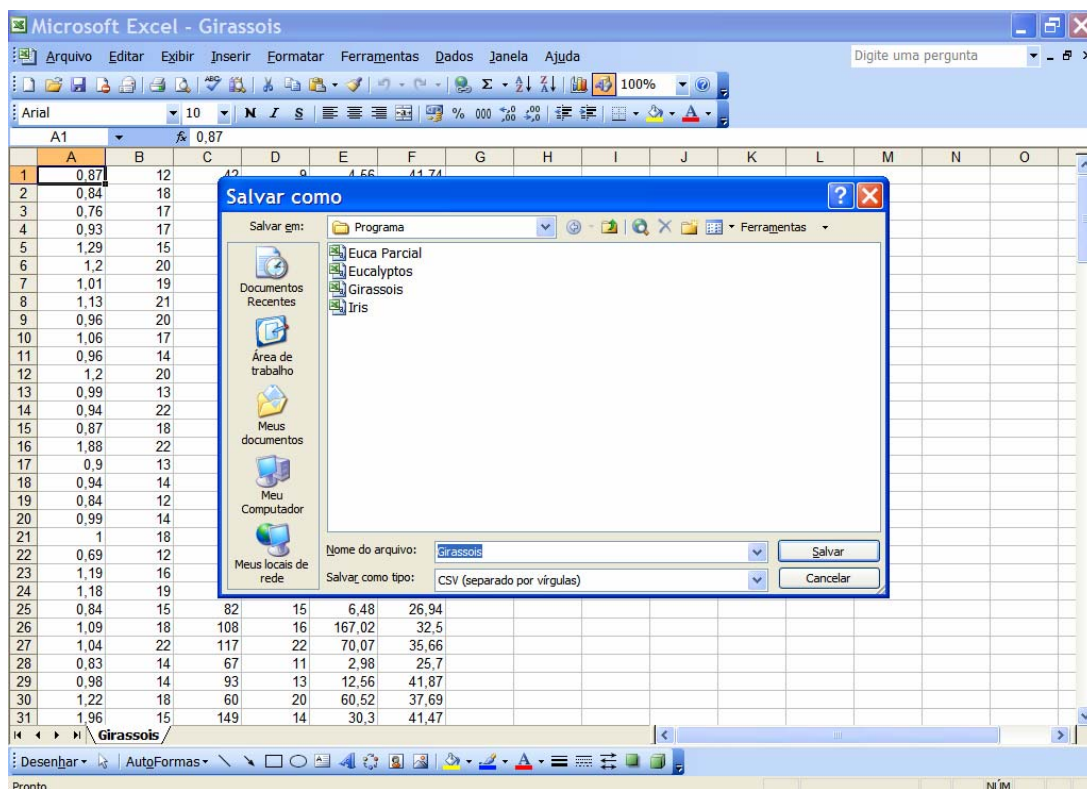 Microsoft Excel - Girassois
Arquivo Editar Exibir Inserir Formatar Ferramentas Dados Janela Ajuda Digite uma pergunta
100%
Arial 10 N I S % 000
A1 fx 0,87
A B C D E F G H I J K L M N O
1 0,87 12 42 9 4,56 41,74
2 0,84 18
3 0,76 17
4 0,93 17
5 1,29 15
6 1,2 20
7 1,01 19
8 1,13 21
9 0,96 20
10 1,06 17
11 0,96 14
12 1,2 20
13 0,99 13
14 0,94 22
15 0,87 18
16 1,88 22
17 0,9 13
18 0,94 14
19 0,84 12
20 0,99 14
21 1 18
22 0,69 12
23 1,19 16
24 1,18 19
25 0,84 15 82 15 6,48 26,94
26 1,09 18 108 16 167,02 32,5
27 1,04 22 117 22 70,07 35,66
28 0,83 14 67 11 2,98 25,7
29 0,98 14 93 13 12,56 41,87
30 1,22 18 60 20 60,52 37,69
31 1,96 15 149 14 30,3 41,47
Salvar como
Salvar em: Programa Ferramentas
Euca Parcial
Eucalyptos
Girassois
Iris
Documentos
Recentes
Área de
trabalho
Meus
documentos
Meu
Computador
Meus locais de
rede
Nome do arquivo: Girassois Salvar
Salvar como tipo: CSV (separado por vírgulas) Cancelar
Girassois
Desenhar AutoFormas
Pronto NÚM